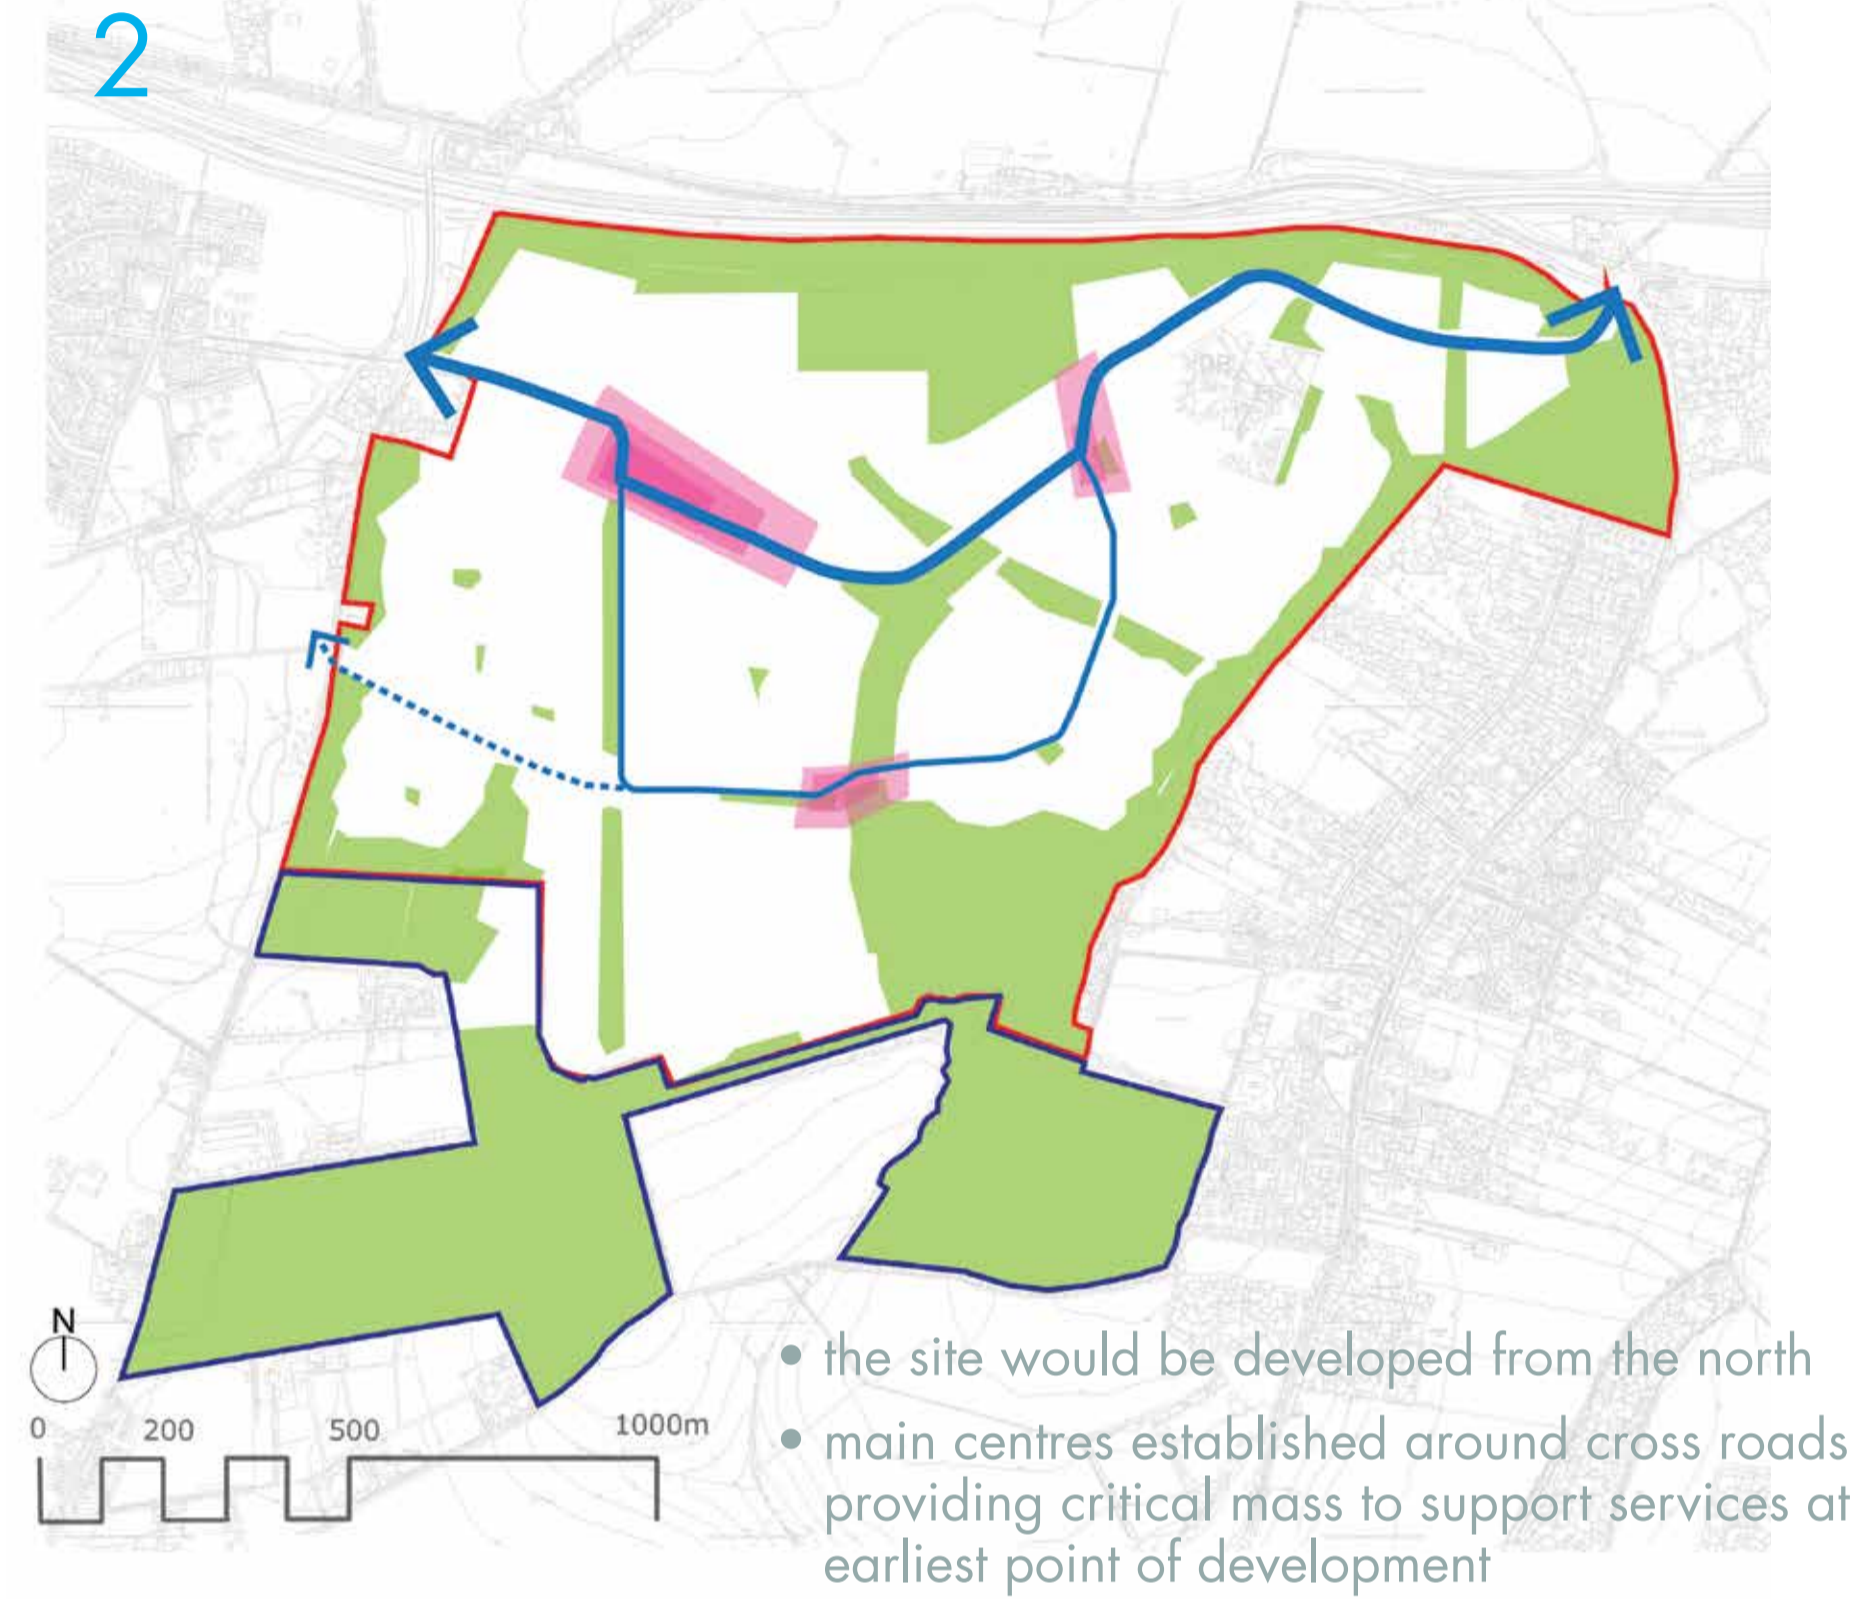 2
N
0 200 500 1000m
• the site would be developed from the north
• main centres established around cross roads
providing critical mass to support services at
earliest point of development